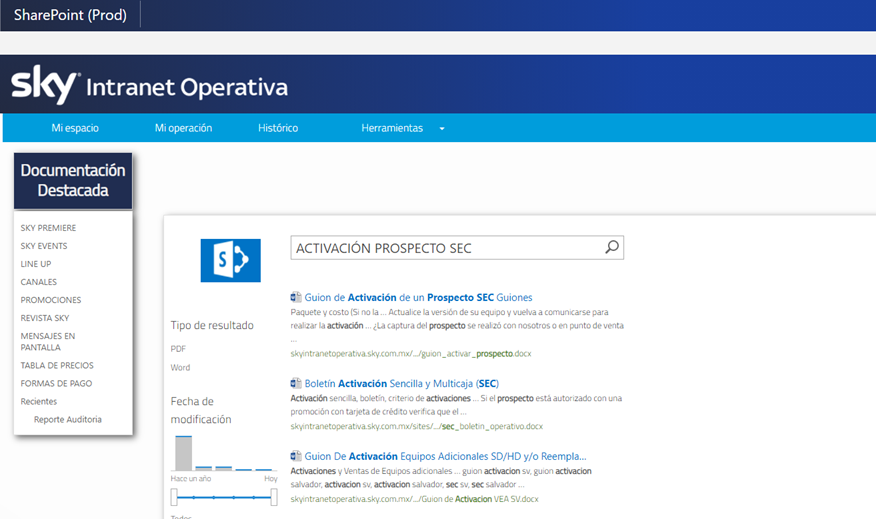 SharePoint (Prod)
sky Intranet Operativa
Mi espacio
Mi operación
Histórico
Herramientas
Documentación
Destacada
SKY PREMIERE
SKY EVENTS
LINE UP
CANALES
PROMOCIONES
REVISTA SKY
MENSAJES EN
PANTALLA
TABLA DE PRECIOS
FORMAS DE PAGO
Recientes
Reporte Auditoria
S
Tipo de resultado
PDF
Word
Fecha de
modificación
Hace un año
Hoy
Todos
ACTIVACIÓN PROSPECTO SEC
Guion de Activación de un Prospecto SEC Guiones
Paquete y costo (Si no la ... Actualice la versión de su equipo y vuelva a comunicarse para
realizar la activación ... ¿La captura del prospecto se realizó con nosotros o en punto de venta
...
skyintranetoperativa.sky.com.mx/.../guion_activar_prospecto.docx
Boletín Activación Sencilla y Multicaja (SEC)
Activación sencilla, boletín, criterio de activaciones ... Si el prospecto está autorizado con una
promoción con tarjeta de crédito verifica que el ...
skyintranetoperativa.sky.com.mx/sites/.../sec_boletin_operativo.docx
Guion De Activación Equipos Adicionales SD/HD y/o Reempla...
Activaciones y Ventas de Equipos adicionales ... guion activacion sv, guion activacion
salvador, activacion sv, activacion salvador, sec sv, sec salvador ...
skyintranetoperativa.sky.com.mx/.../Guion de Activacion VEA SV.docx